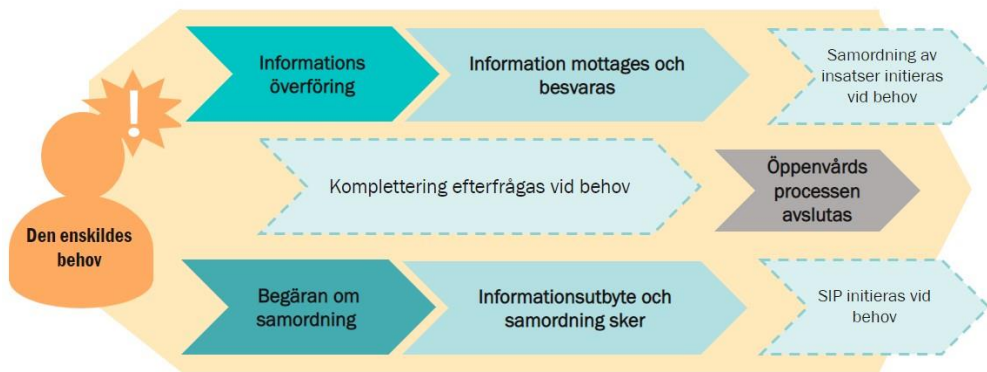 !
Informations
överföring
Information mottages och
besvaras
Samordning av
insatser initieras
vid behov
Den enskildes
behov
Komplettering efterfrågas vid behov
Öppenvårds
processen
avslutas
Begäran om
samordning
Informationsutbyte och
samordning sker
SIP initieras vid
behov